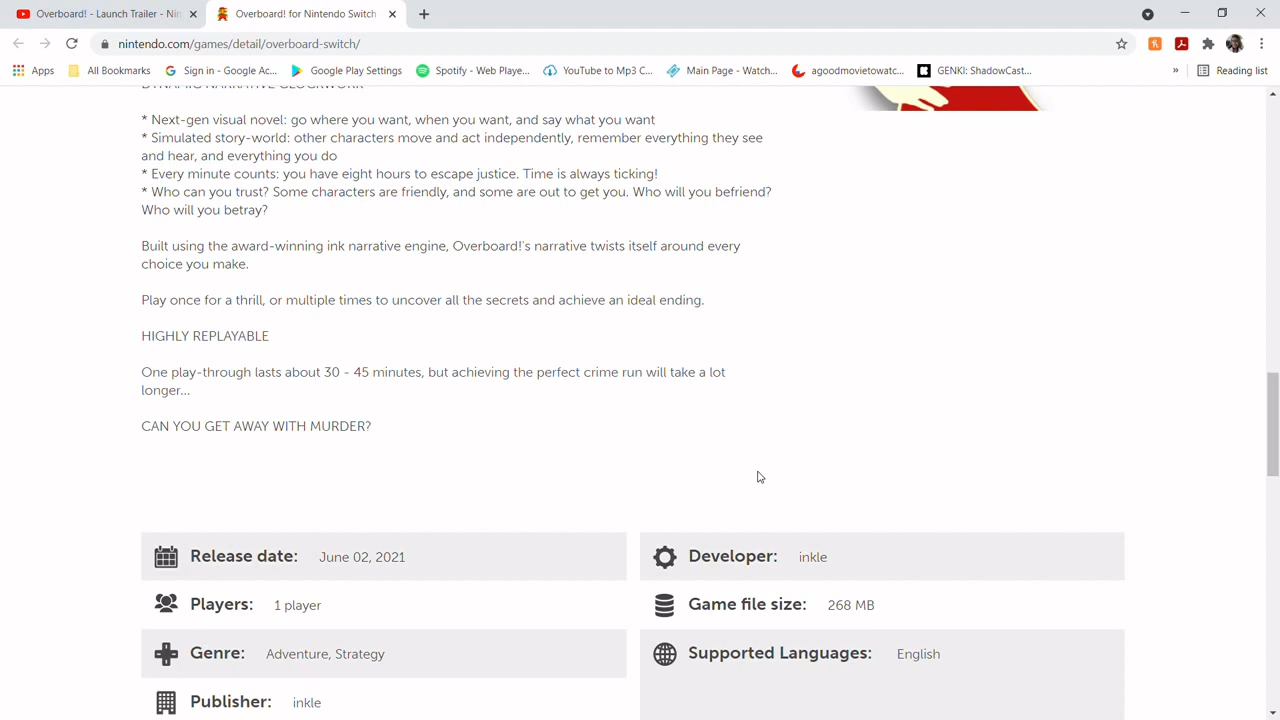 Overboard! - Launch Trailer - Nin
Overboard! for Nintendo Switch
nintendo.com/games/detail/overboard-switch/
Apps
All Bookmarks
Sign in - Google Ac...
Google Play Settings
Spotify - Web Playe...
YouTube to Mp3 C...
Main Page - Watch...
agoodmovietowatc...
GENKI: ShadowCast...
»
Reading list
DYNAMIC NARRATIVE CLOCKWORK
* Next-gen visual novel: go where you want, when you want, and say what you want
* Simulated story-world: other characters move and act independently, remember everything they see
and hear, and everything you do
* Every minute counts: you have eight hours to escape justice. Time is always ticking!
* Who can you trust? Some characters are friendly, and some are out to get you. Who will you befriend?
Who will you betray?
Built using the award-winning ink narrative engine, Overboard!'s narrative twists itself around every
choice you make.
Play once for a thrill, or multiple times to uncover all the secrets and achieve an ideal ending.
HIGHLY REPLAYABLE
One play-through lasts about 30 - 45 minutes, but achieving the perfect crime run will take a lot
longer...
CAN YOU GET AWAY WITH MURDER?
Release date: June 02, 2021
Developer: inkle
Players: 1 player
Game file size: 268 MB
Genre: Adventure, Strategy
Supported Languages: English
Publisher: inkle